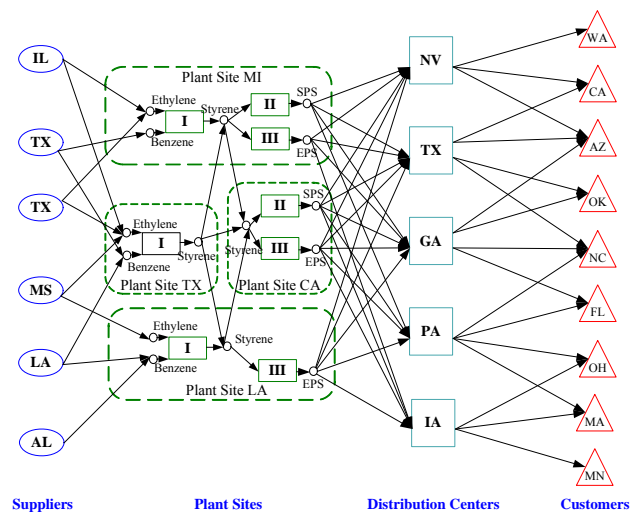 WA
IL
NV
Plant Site MI
Ethylene
SPS
II
CA
Styrene
I
TX
Benzene
III
TX
AZ
EPS
TX
II
SPS
OK
Ethylene
I
Styrene
GA
NC
Styrene
III
Benzene
EPS
MS
Plant Site TX
Plant Site CA
FL
Ethylene
PA
I
Styrene
LA
Benzene
III
OH
EPS
Plant Site LA
MA
AL
IA
MN
Suppliers
Plant Sites
Distribution Centers
Customers